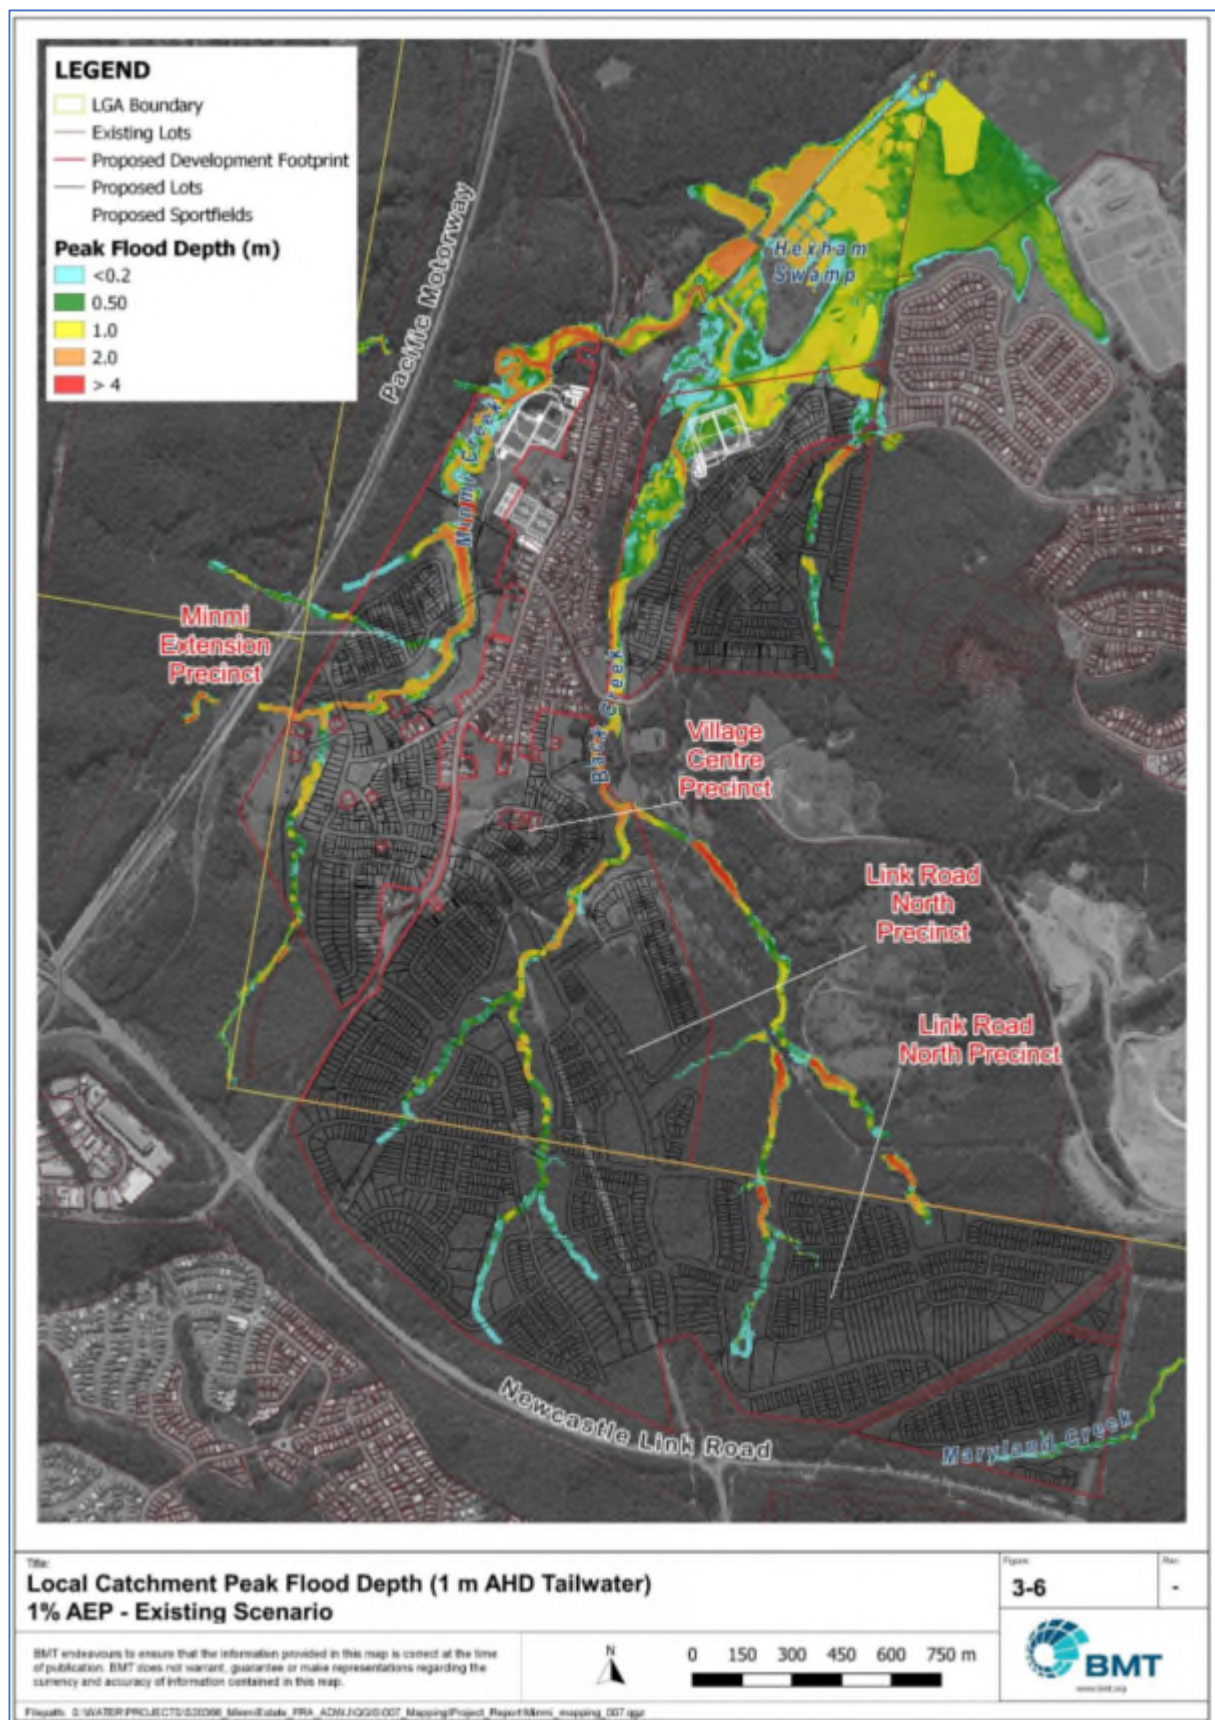 LEGEND
LGA Boundary
Existing Lots
Proposed Development Footprint
Proposed Lots
Proposed Sportfields
Peak Flood Depth (m)
<0.2
0.50
1.0
2.0
> 4
Pacific Motorway
Hexham
Swamp
Minmi Creek
Minmi
Extension
Precinct
Back Creek
Village
Centre
Precinct
Link Road
North
Precinct
Link Road
North Precinct
Newcastle Link Road
Maryland Creek
Title:
Local Catchment Peak Flood Depth (1 m AHD Tailwater)
1% AEP - Existing Scenario
Figure:
3-6
Rev:
-
BMT endeavours to ensure that the information provided in this map is correct at the time
of publication. BMT does not warrant, guarantee or make representations regarding the
currency and accuracy of information contained in this map.
N
0 150 300 450 600 750 m
BMT
www.bmt.org
Filepath: